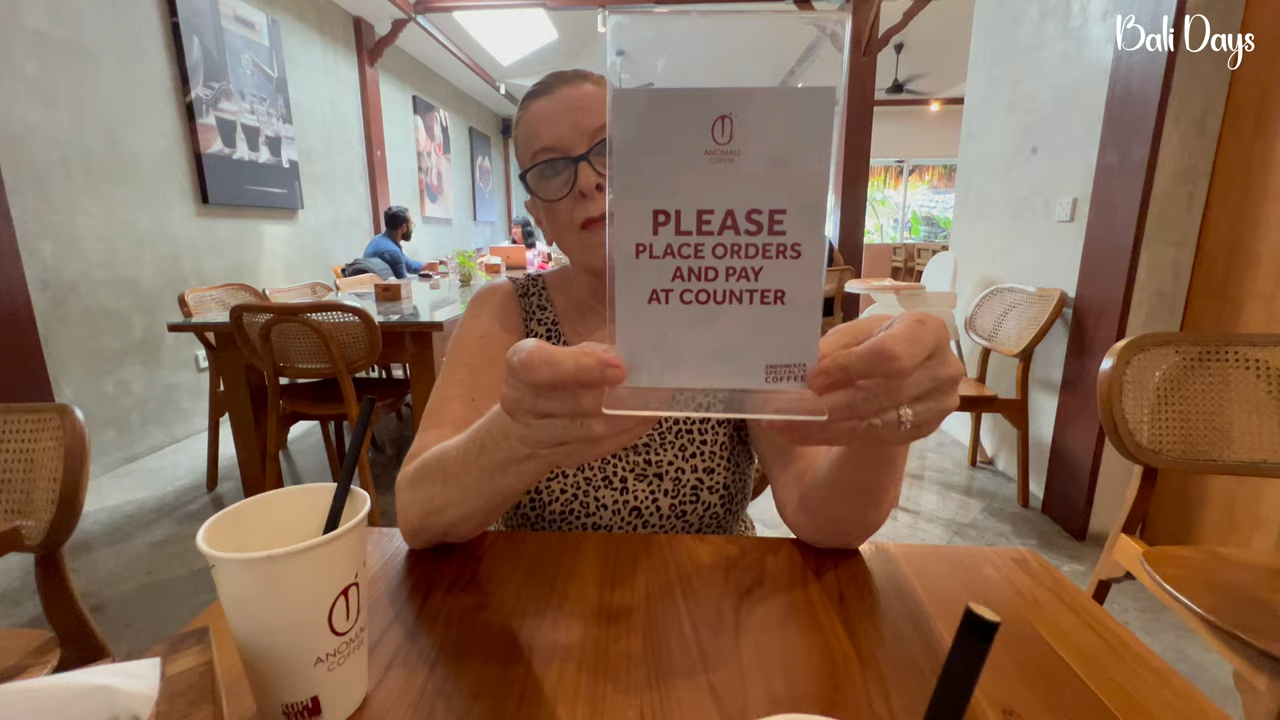 Bali Days
ANOMALI
COFFEE
PLEASE
PLACE ORDERS
AND PAY
AT COUNTER
INDONESIA
SPECIALTY
COFFEE
ANOMALI
COFFEE